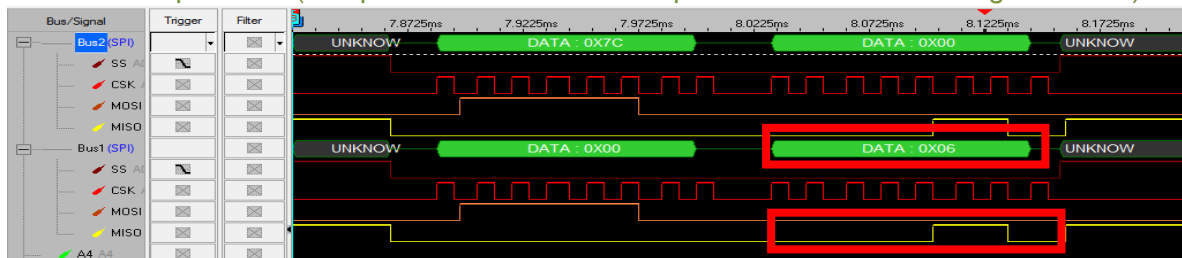 Bus/Signal Trigger Filter 7.8725ms 7.9225ms 7.9725ms 8.0225ms 8.0725ms 8.1225ms 8.1725ms
Bus2 (SPI) UNKNOW DATA : 0X7C DATA : 0X00 UNKNOW
SS
CSK
MOSI
MISO
Bus1 (SPI) UNKNOW DATA : 0X00 DATA : 0X06 UNKNOW
SS
CSK
MOSI
MISO
A4 A4